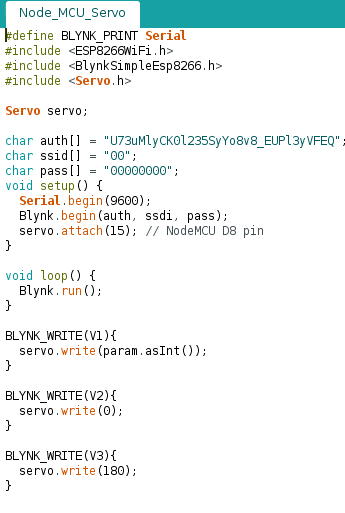 Node_MCU_Servo
#define BLYNK_PRINT Serial
#include <ESP8266WiFi.h>
#include <BlynkSimpleEsp8266.h>
#include <Servo.h>
Servo servo;
char auth[] = "U73uMlyCK0l235SyYo8v8_EUPl3yVFEQ";
char ssid[] = "00";
char pass[] = "00000000";
void setup() {
Serial.begin(9600);
Blynk.begin(auth, ssdi, pass);
servo.attach(15); // NodeMCU D8 pin
}
void loop() {
Blynk.run();
}
BLYNK_WRITE(V1){
servo.write(param.asInt());
}
BLYNK_WRITE(V2){
servo.write(0);
}
BLYNK_WRITE(V3){
servo.write(180);
}